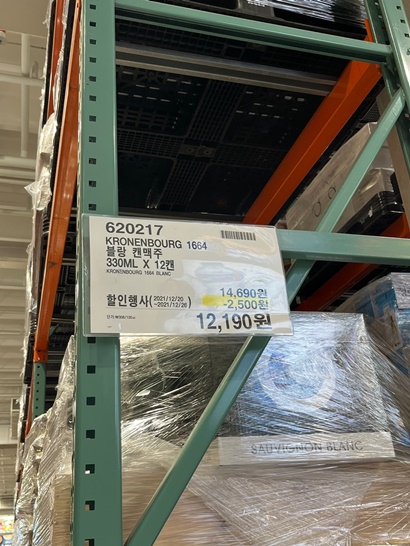 620217
KRONENBOURG 1664
블랑 캔맥주
330ML X 12캔
KRONENBOURG 1664 BLANC
14,690원
할인행사(2021/12/20 ~2021/12/26)
-2,500원
12,190원
SAUVIGNON BLANC